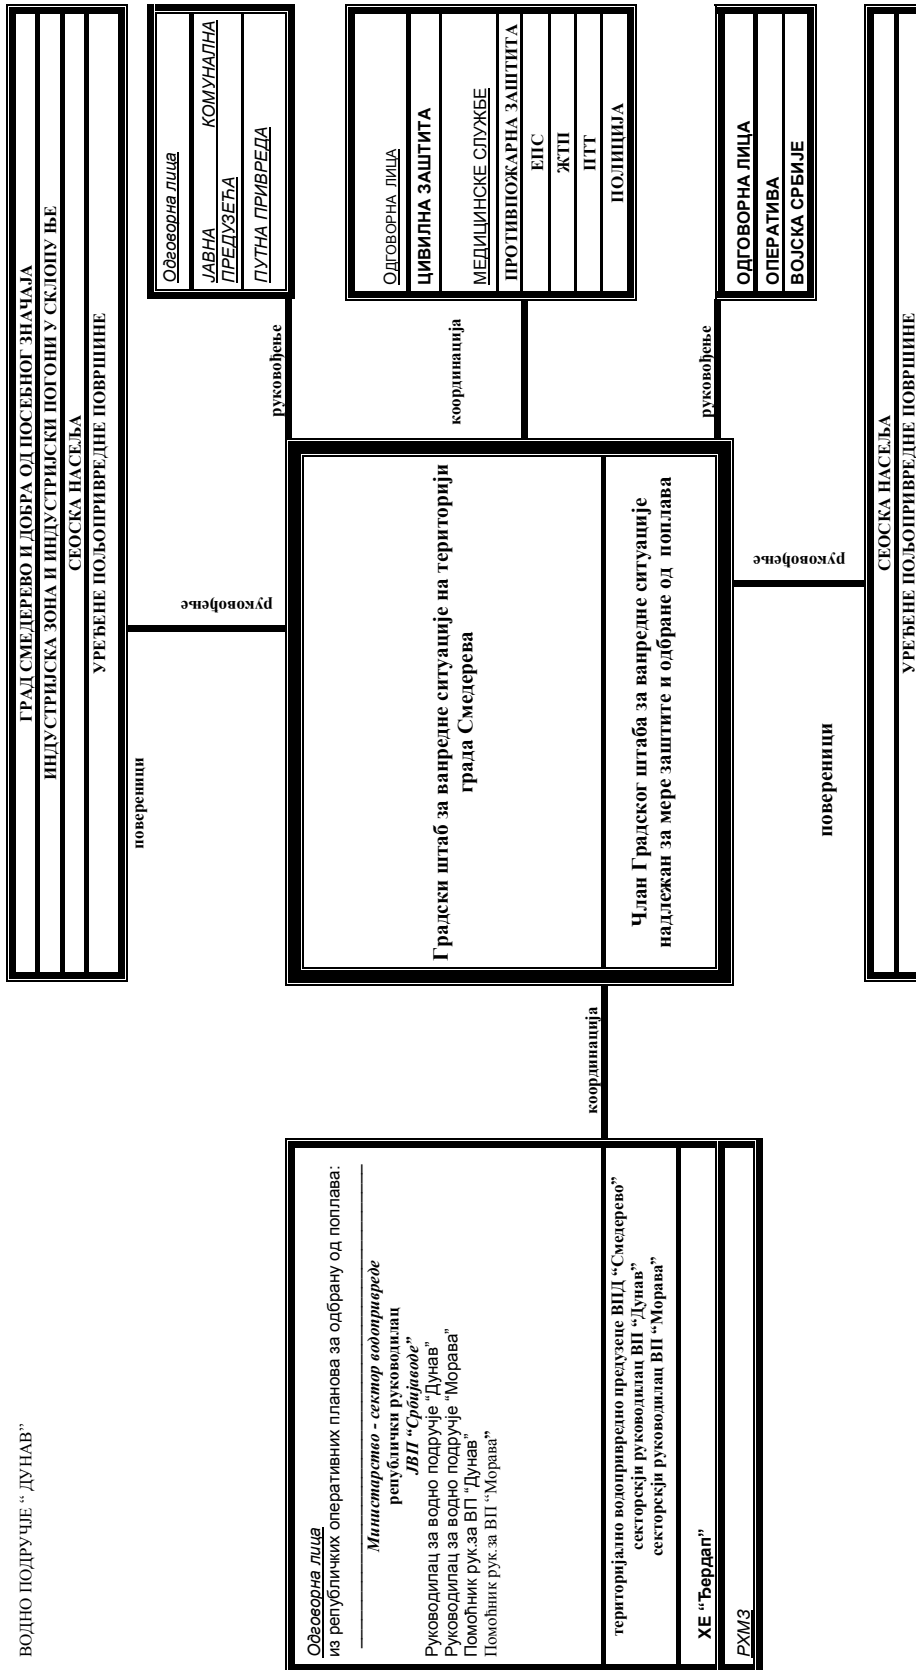 ВОДНО ПОДРУЧЈЕ “ ДУНАВ”
ГРАД СМЕДЕРЕВО И ДОБРА ОД ПОСЕБНОГ ЗНАЧАЈА
ИНДУСТРИЈСКА ЗОНА И ИНДУСТРИЈСКИ ПОГОНИ У СКЛОПУ ЊЕ
СЕОСКА НАСЕЉА
УРЕЂЕНЕ ПОЉОПРИВРЕДНЕ ПОВРШИНЕ
повереници
руковођење
Одговорна лица
ЈАВНА КОМУНАЛНА
ПРЕДУЗЕЋА
ПУТНА ПРИВРЕДА
руковођење
Одговорна лица
из републичких оперативних планова за одбрану од поплава:
Министарство - сектор водопривреде
републички руководилац
ЈВП “Србијаводе”
Руководилац за водно подручје “Дунав”
Руководилац за водно подручје “Морава”
Помоћник рук.за ВП “Дунав”
Помоћник рук.за ВП “Морава”
територијално водопривредно предузеце ВПД “Смедерево”
секторскји руководилац ВП “Дунав”
секторскји руководилац ВП “Морава”
ХЕ “Ђердап”
РХМЗ
координација
Градски штаб за ванредне ситуације на територији
града Смедерева
Члан Градског штаба за ванредне ситуације
надлежан за мере заштите и одбране од поплава
координација
ОДГОВОРНА ЛИЦА
ЦИВИЛНА ЗАШТИТА
МЕДИЦИНСКЕ СЛУЖБЕ
ПРОТИВПОЖАРНА ЗАШТИТА
ЕПС
ЖТП
ПТТ
ПОЛИЦИЈА
руковођење
ОДГОВОРНА ЛИЦА
ОПЕРАТИВА
ВОЈСКА СРБИЈЕ
руковођење
повереници
СЕОСКА НАСЕЉА
УРЕЂЕНЕ ПОЉОПРИВРЕДНЕ ПОВРШИНЕ